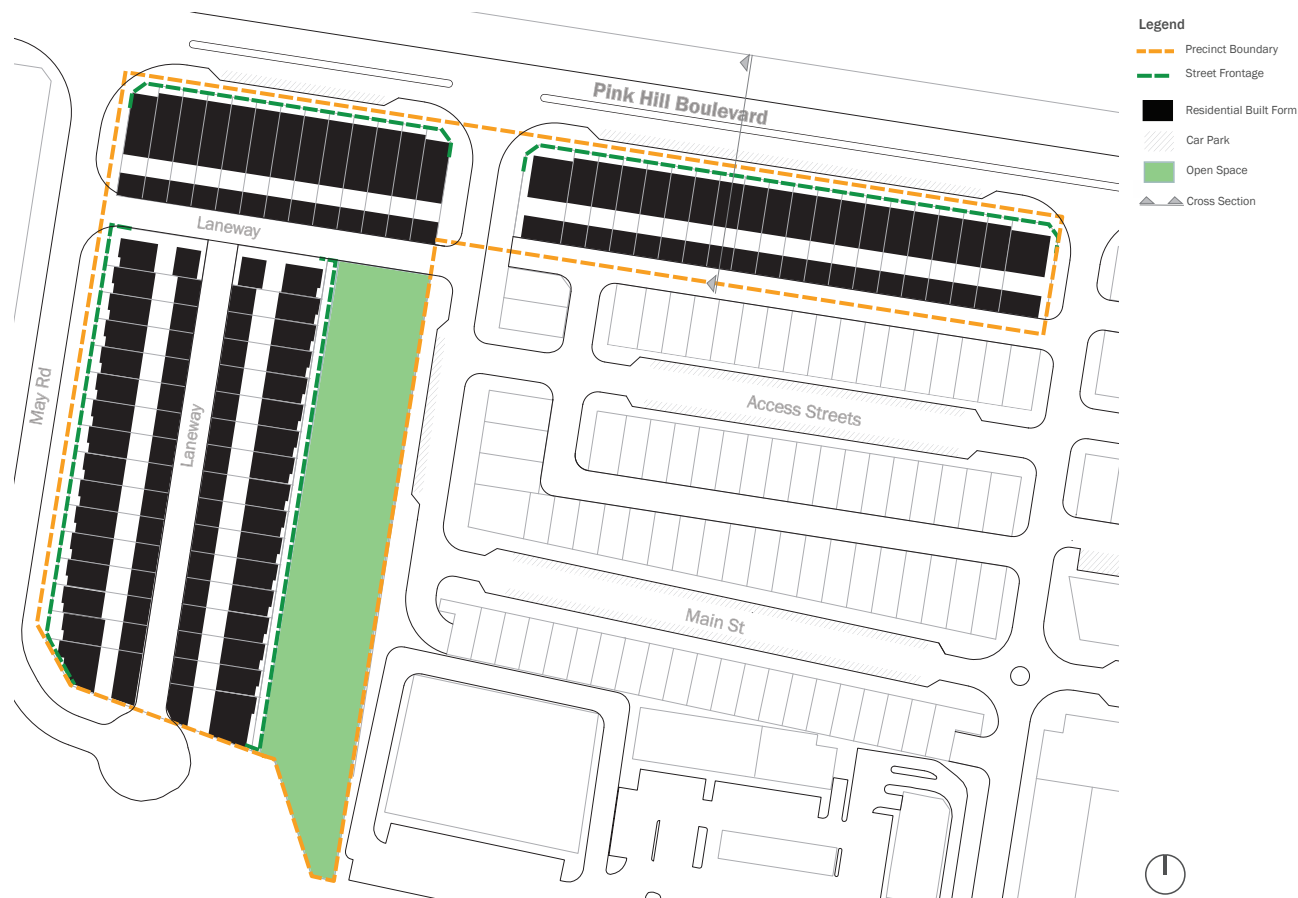 Legend
Precinct Boundary
Street Frontage
Residential Built Form
Car Park
Open Space
Cross Section
Pink Hill Boulevard
Laneway
May Rd
Laneway
Access Streets
Main St